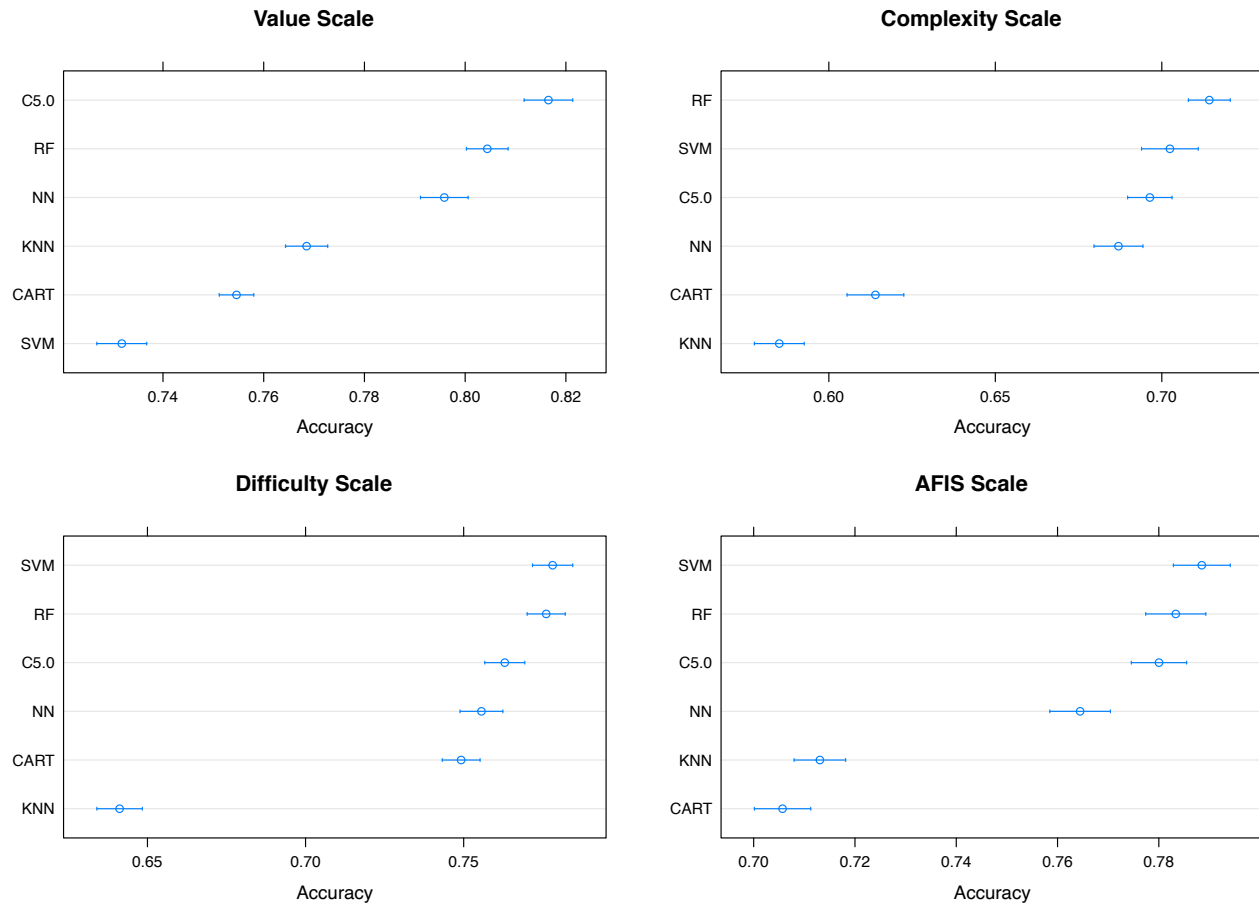 Value Scale
C5.0
RF
NN
KNN
CART
SVM
0.74 0.76 0.78 0.80 0.82
Accuracy
Complexity Scale
RF
SVM
C5.0
NN
CART
KNN
0.60 0.65 0.70
Accuracy
Difficulty Scale
SVM
RF
C5.0
NN
CART
KNN
0.65 0.70 0.75
Accuracy
AFIS Scale
SVM
RF
C5.0
NN
KNN
CART
0.70 0.72 0.74 0.76 0.78
Accuracy